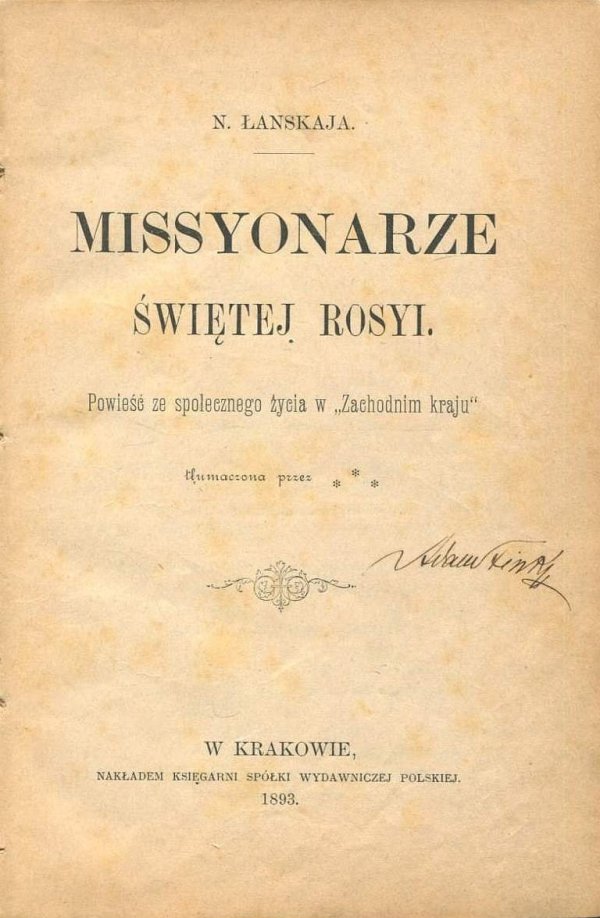 N. ŁANSKAJA.
MISSYONARZE
ŚWIĘTEJ ROSYI.
Powieść ze społecznego życia w „Zachodnim kraju“
tłumaczona przez * * *
Adam
W KRAKOWIE,
NAKŁADEM KSIĘGARNI SPÓŁKI WYDAWNICZEJ POLSKIEJ.
1893.